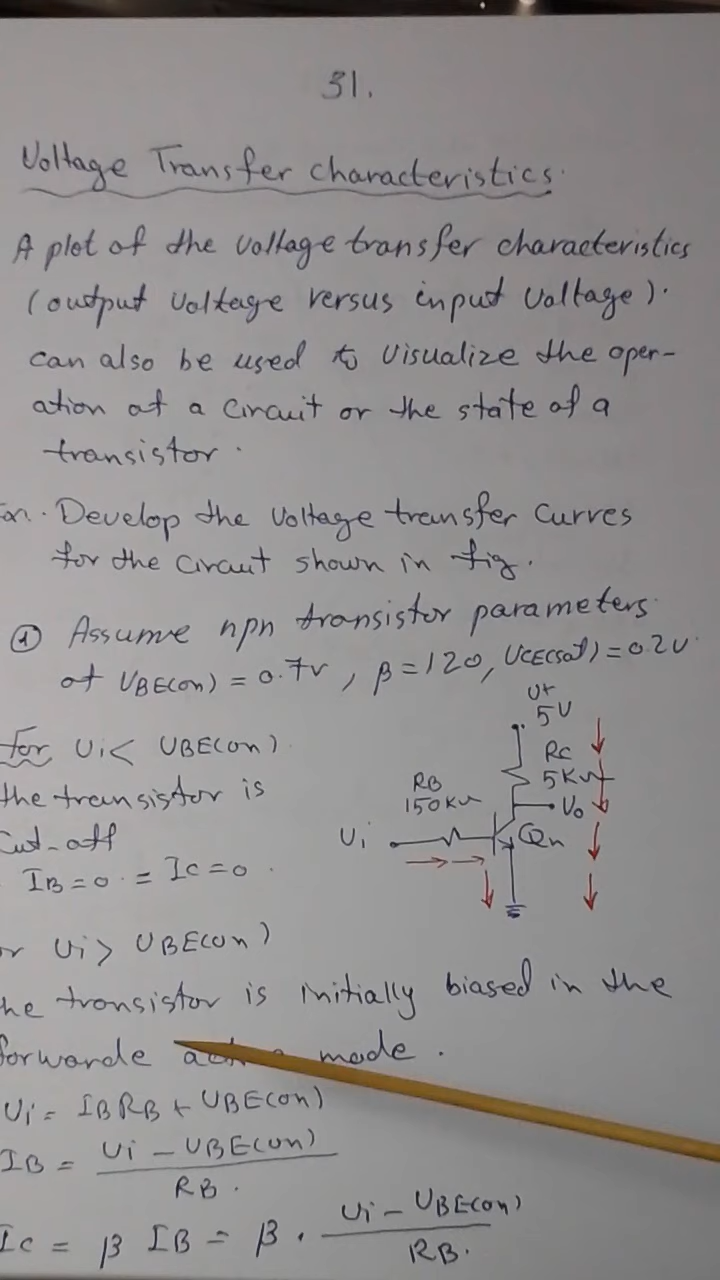 31.
Voltage Transfer characteristics.
A plot of the voltage transfer characteristics
(output voltage versus input voltage).
can also be used to visualize the oper-
ation of a circuit or the state of a
transistor.
Develop the voltage transfer curves
for the circuit shown in fig.
① Assume npn transistor parameters
of VBE(on) = 0.7v, β = 120, VCE(Sat) = 0.2V
for Vi < VBE(on)
the transistor is
Cut-off
IB = 0 = IC = 0.
V+
5V
RC
5K
Vo
RB
150K
Vi
Qn
Vi > VBE(on)
the transistor is initially biased in the
forwarde mode.
Vi = IBRB + VBE(on)
IB = Vi - VBE(on) / RB.
IC = β IB = β . Vi - VBE(on) / RB.